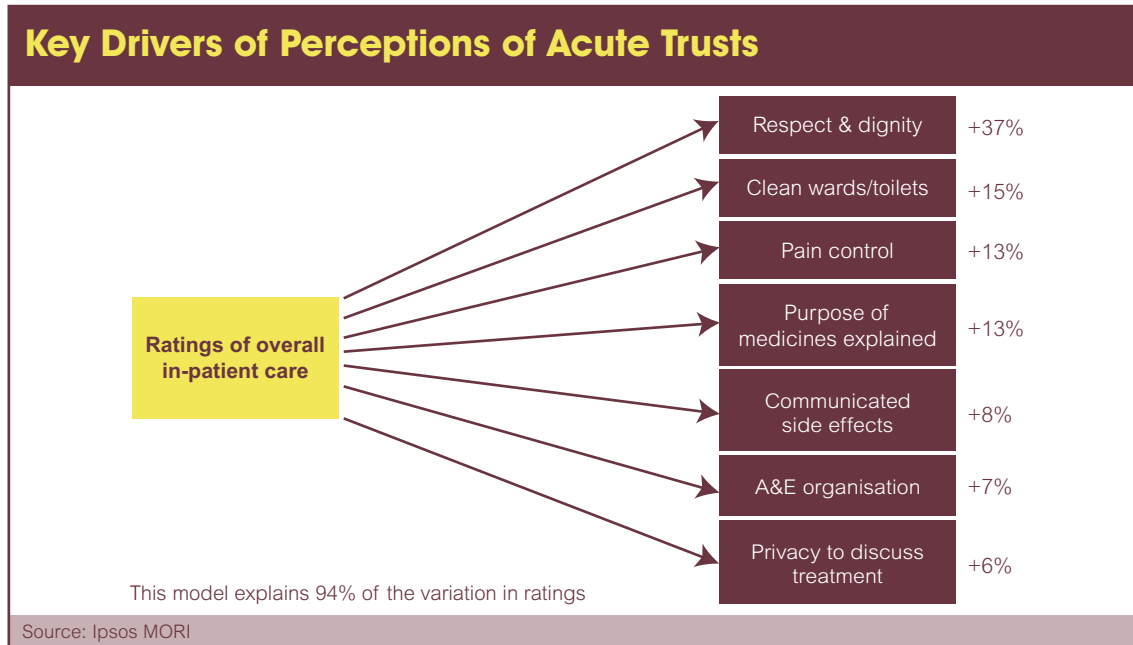 Key Drivers of Perceptions of Acute Trusts
Respect & dignity +37%
Clean wards/toilets +15%
Pain control +13%
Purpose of
medicines explained +13%
Ratings of overall
in-patient care
Communicated
side effects +8%
A&E organisation +7%
Privacy to discuss
treatment +6%
This model explains 94% of the variation in ratings
Source: Ipsos MORI